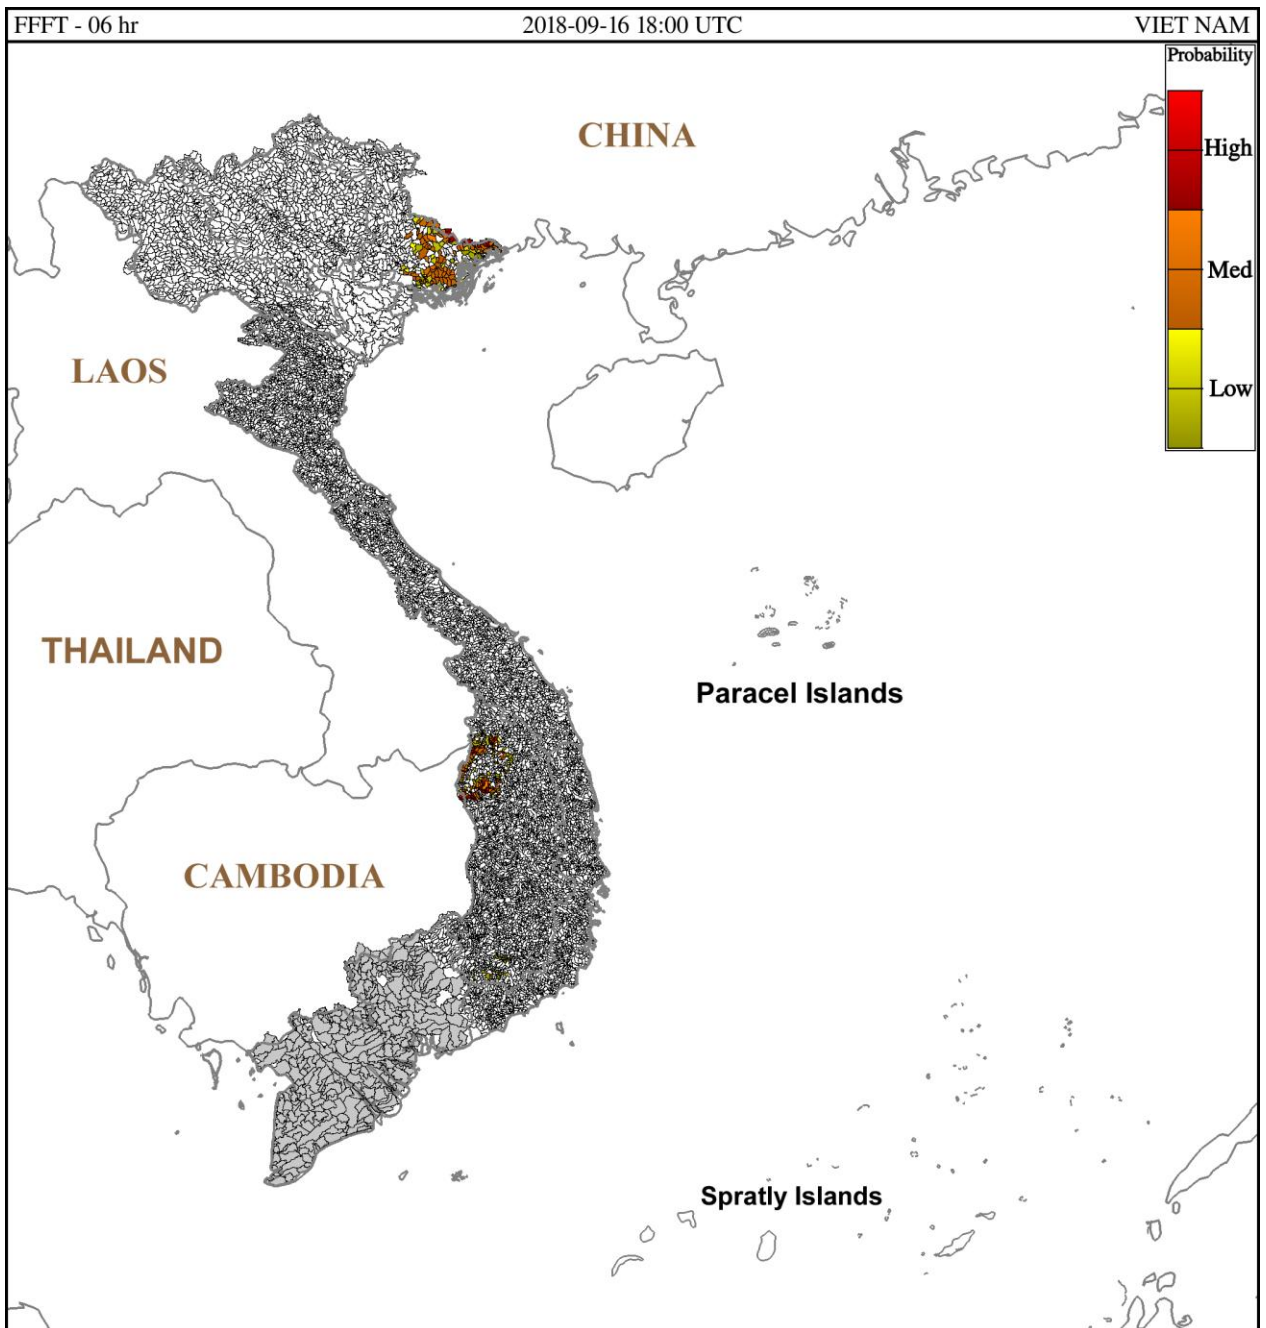 FFFT - 06 hr
2018-09-16 18:00 UTC
VIET NAM
Probability
CHINA
High
Med
LAOS
Low
THAILAND
Paracel Islands
CAMBODIA
Spratly Islands